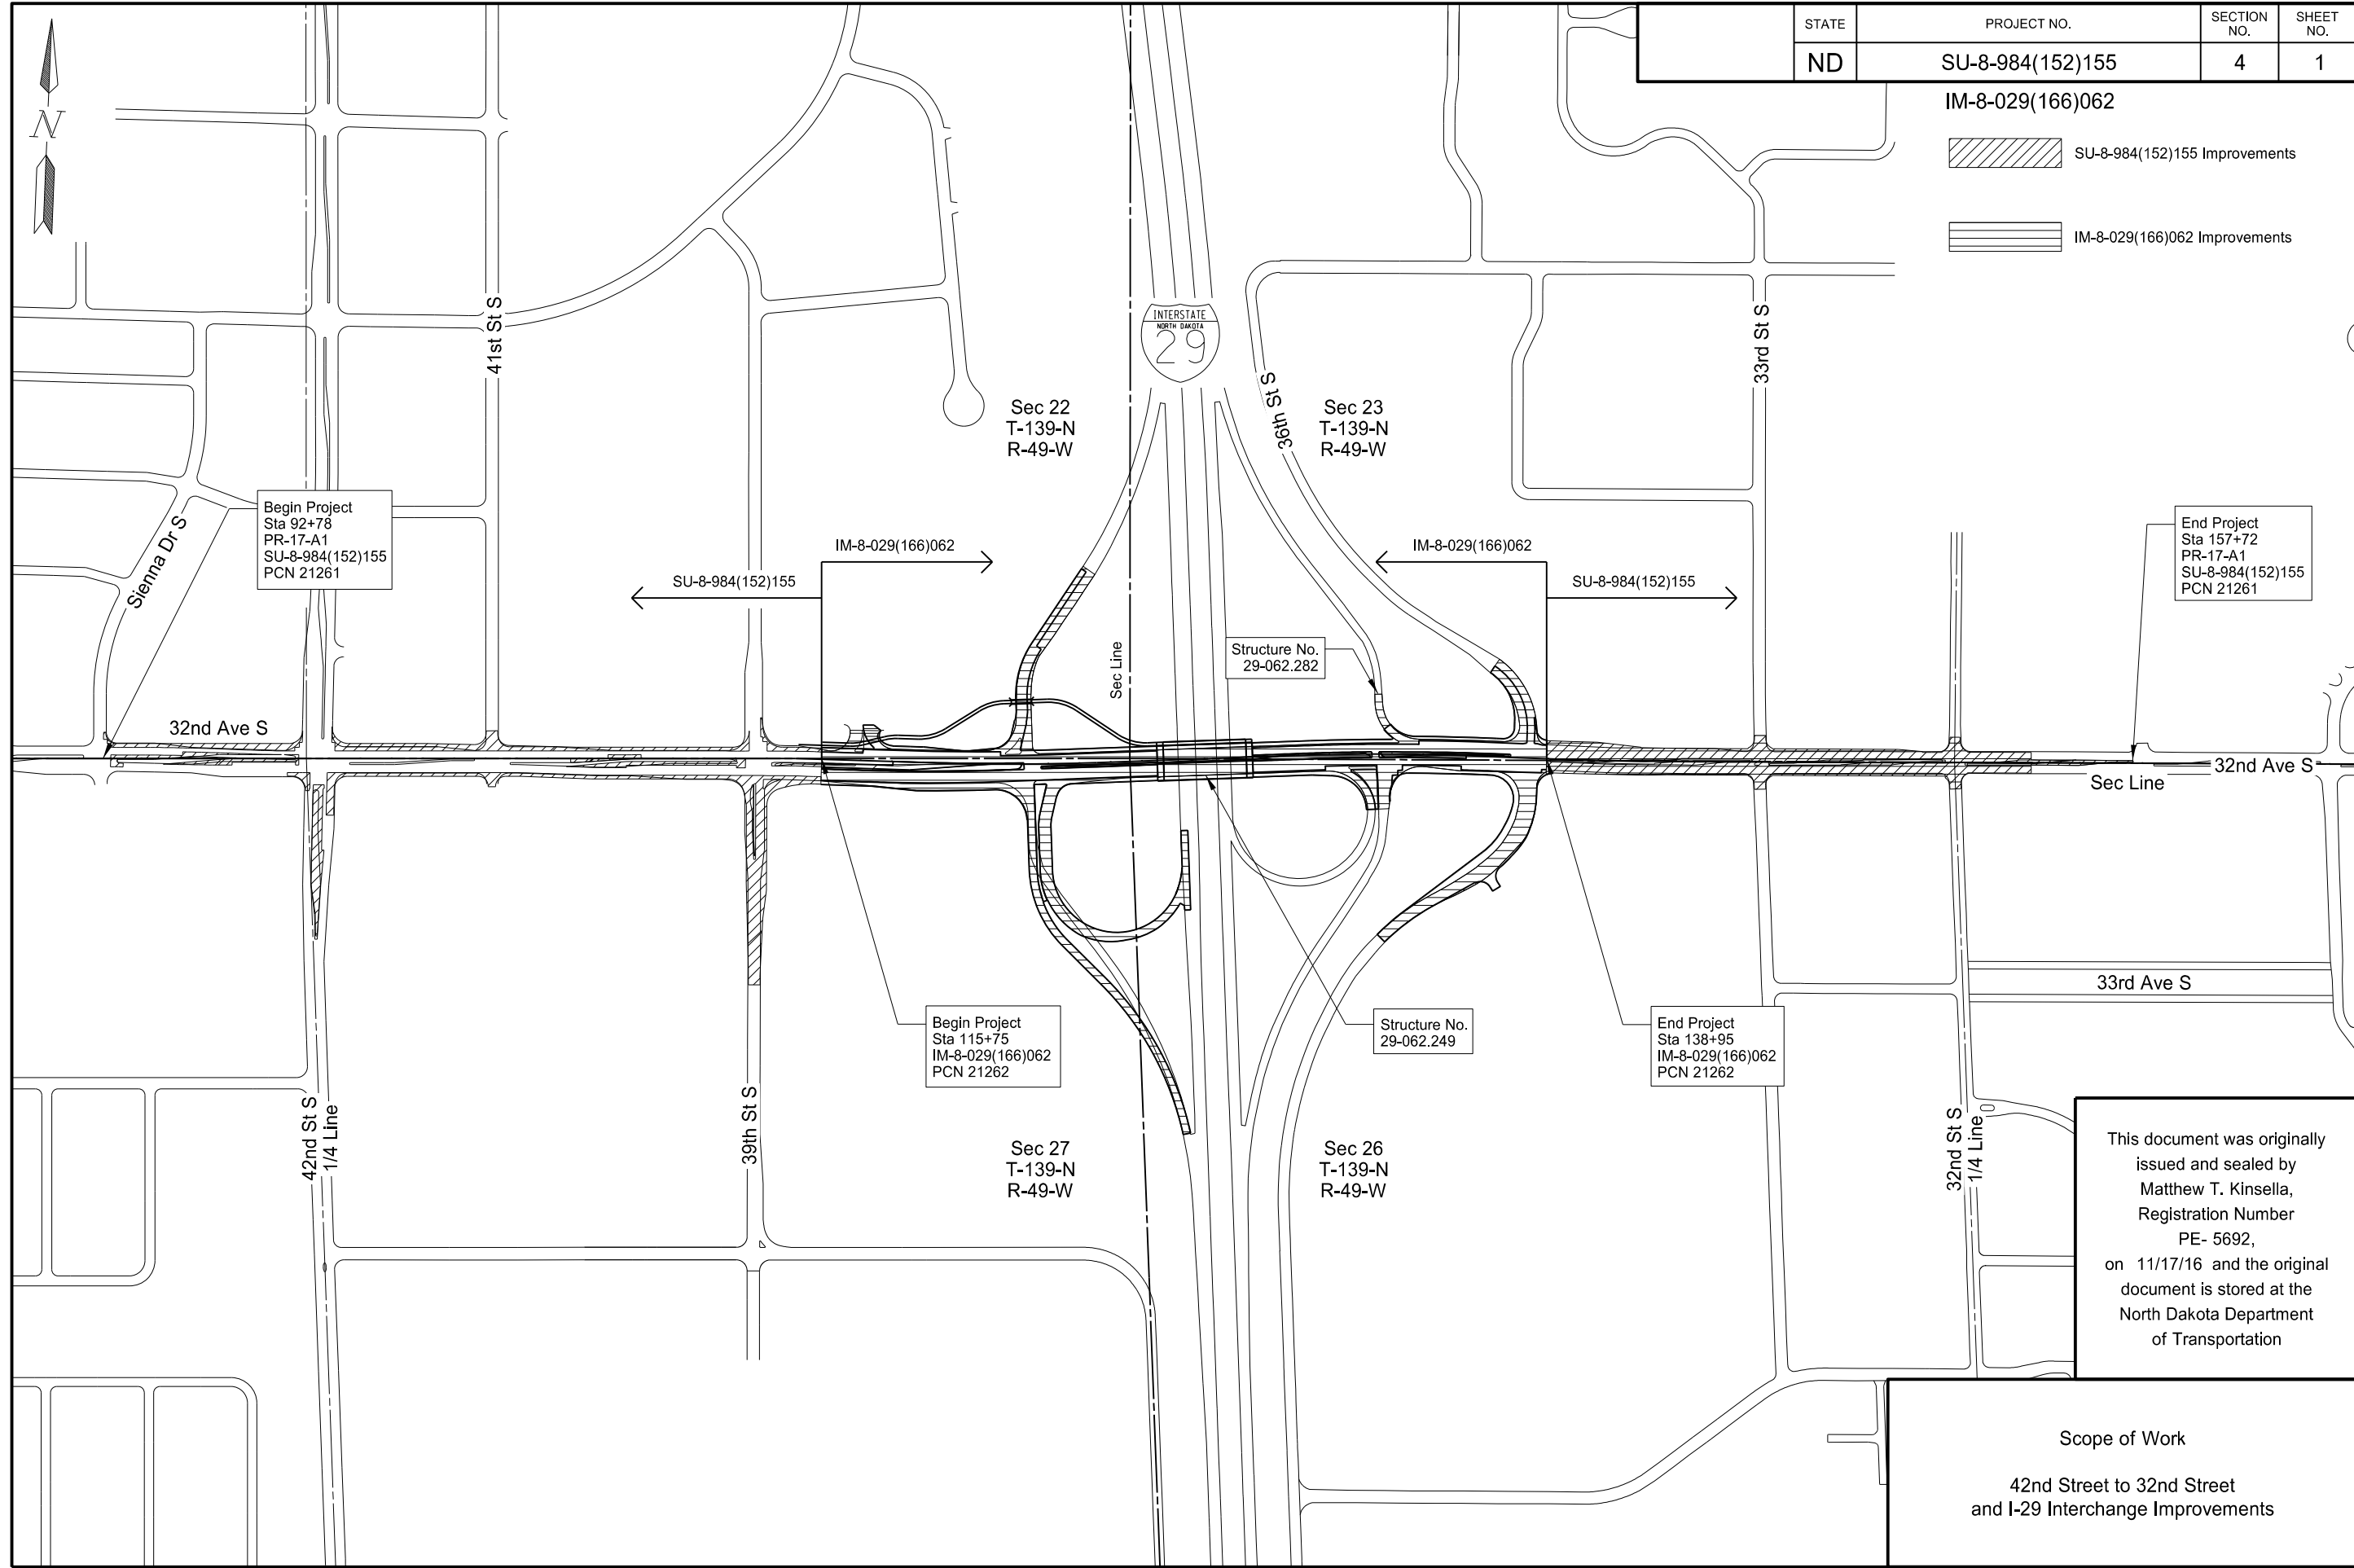 STATE
PROJECT NO.
SECTION
NO.
SHEET
NO.
ND
SU-8-984(152)155
4
1
IM-8-029(166)062
SU-8-984(152)155 Improvements
IM-8-029(166)062 Improvements
N
41st St S
INTERSTATE
NORTH DAKOTA
29
33rd St S
36th St S
Sec 22
T-139-N
R-49-W
Sec 23
T-139-N
R-49-W
Begin Project
Sta 92+78
PR-17-A1
SU-8-984(152)155
PCN 21261
Sienna Dr S
IM-8-029(166)062
SU-8-984(152)155
IM-8-029(166)062
SU-8-984(152)155
End Project
Sta 157+72
PR-17-A1
SU-8-984(152)155
PCN 21261
Structure No.
29-062.282
Sec Line
32nd Ave S
32nd Ave S
Sec Line
33rd Ave S
Begin Project
Sta 115+75
IM-8-029(166)062
PCN 21262
Structure No.
29-062.249
End Project
Sta 138+95
IM-8-029(166)062
PCN 21262
42nd St S
1/4 Line
39th St S
Sec 27
T-139-N
R-49-W
Sec 26
T-139-N
R-49-W
32nd St S
1/4 Line
This document was originally
issued and sealed by
Matthew T. Kinsella,
Registration Number
PE- 5692,
on 11/17/16 and the original
document is stored at the
North Dakota Department
of Transportation
Scope of Work
42nd Street to 32nd Street
and I-29 Interchange Improvements